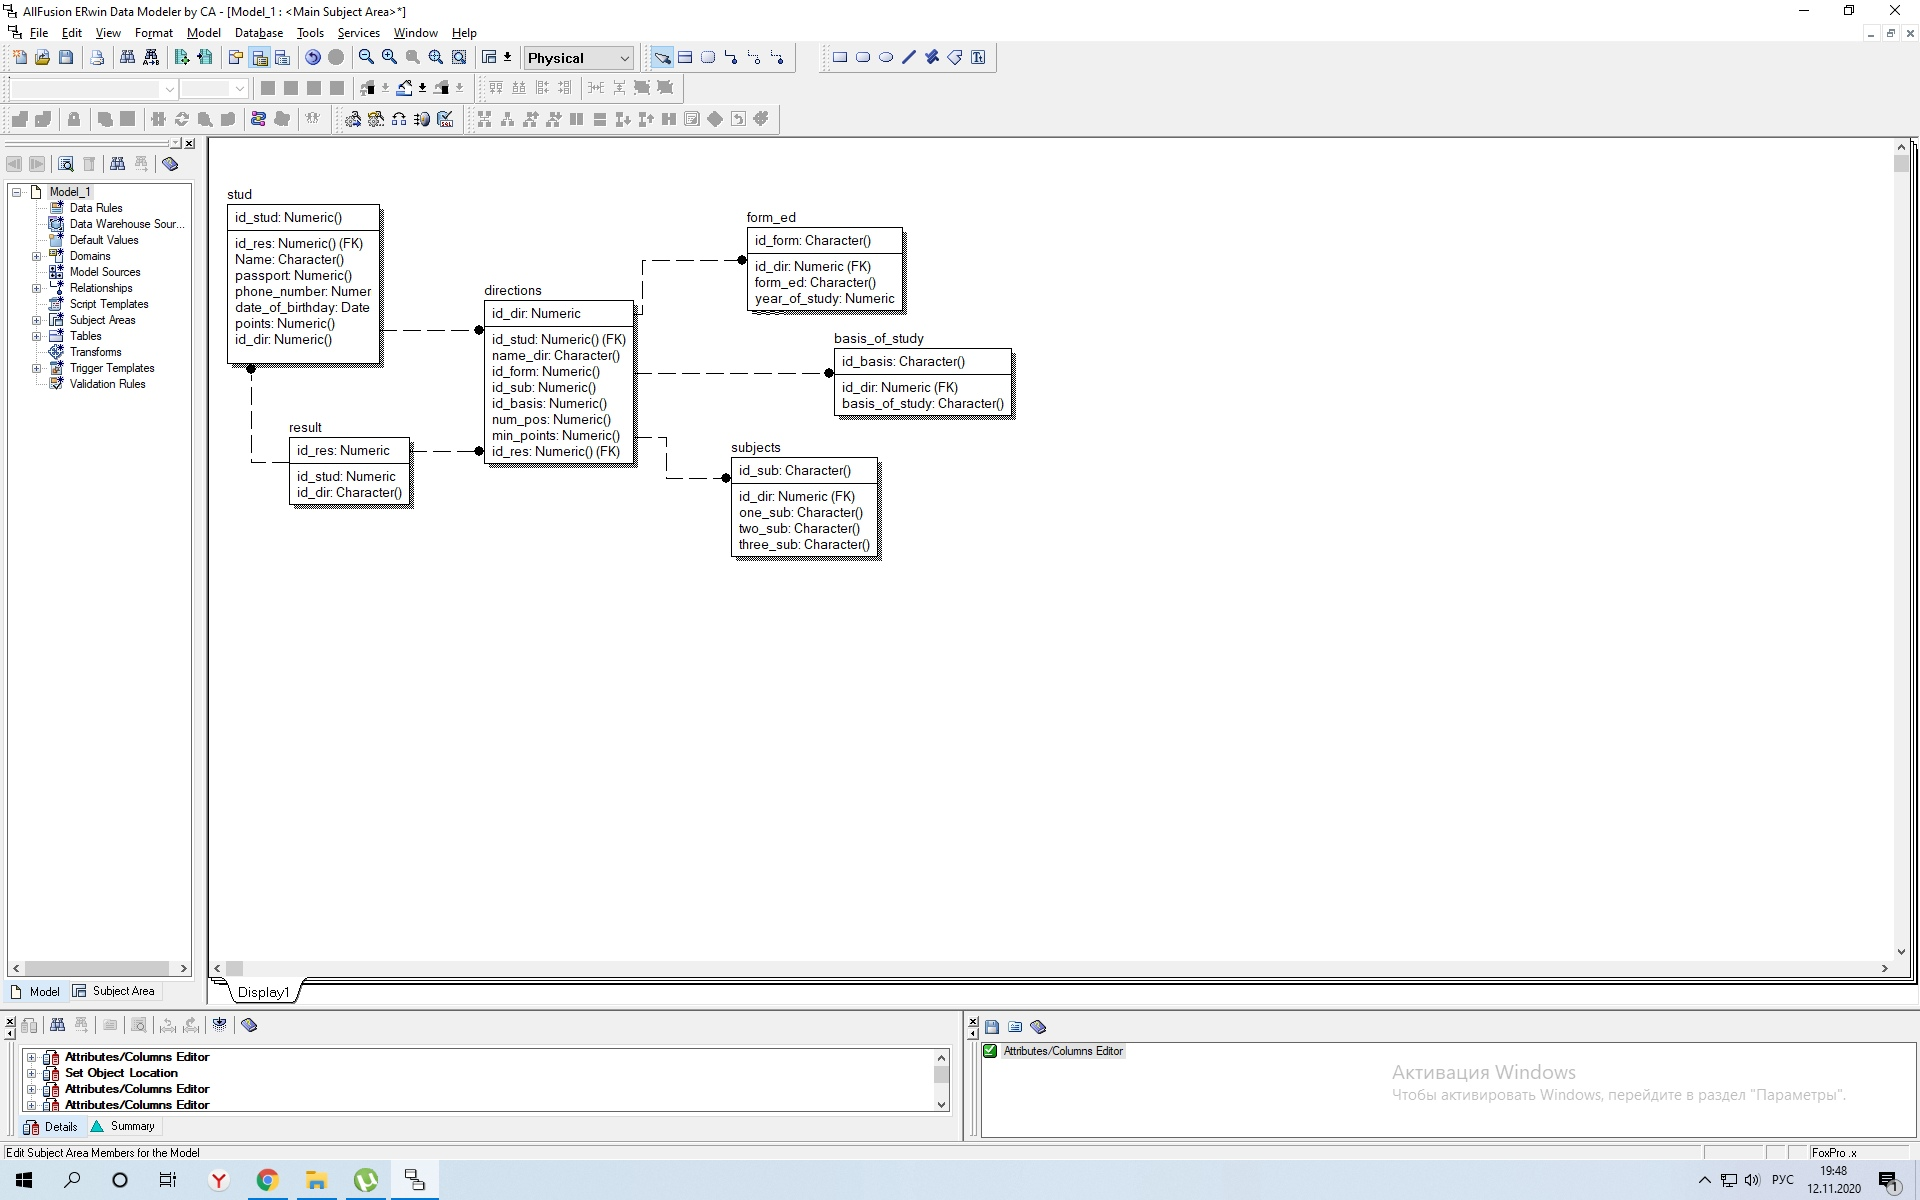 AllFusion ERwin Data Modeler by CA - [Model_1 : <Main Subject Area>*]
File Edit View Format Model Database Tools Services Window Help
Physical
Model_1
Data Rules
Data Warehouse Sour...
Default Values
Domains
Model Sources
Relationships
Script Templates
Subject Areas
Tables
Transforms
Trigger Templates
Validation Rules
Model
Subject Area
stud
id_stud: Numeric()
id_res: Numeric() (FK)
Name: Character()
passport: Numeric()
phone_number: Numer
date_of_birthday: Date
points: Numeric()
id_dir: Numeric()
result
id_res: Numeric
id_stud: Numeric
id_dir: Character()
directions
id_dir: Numeric
id_stud: Numeric() (FK)
name_dir: Character()
id_form: Numeric()
id_sub: Numeric()
id_basis: Numeric()
num_pos: Numeric()
min_points: Numeric()
id_res: Numeric() (FK)
form_ed
id_form: Character()
id_dir: Numeric (FK)
form_ed: Character()
year_of_study: Numeric
basis_of_study
id_basis: Character()
id_dir: Numeric (FK)
basis_of_study: Character()
subjects
id_sub: Character()
id_dir: Numeric (FK)
one_sub: Character()
two_sub: Character()
three_sub: Character()
Display1
Attributes/Columns Editor
Set Object Location
Attributes/Columns Editor
Attributes/Columns Editor
Details
Summary
Attributes/Columns Editor
Активация Windows
Чтобы активировать Windows, перейдите в раздел "Параметры".
Edit Subject Area Members for the Model
FoxPro .x
РУС
19:48
12.11.2020
1